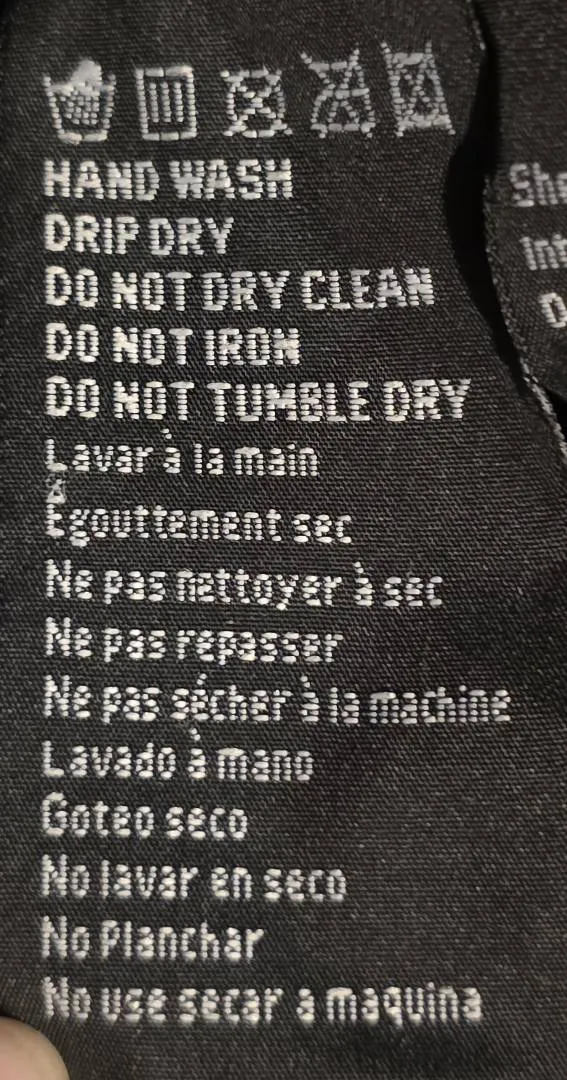 HAND WASH
DRIP DRY
DO NOT DRY CLEAN
DO NOT IRON
DO NOT TUMBLE DRY
Lavar à la main
Égouttement sec
Ne pas nettoyer à sec
Ne pas repasser
Ne pas sécher à la machine
Lavado à mano
Goteo seco
No lavar en seco
No Planchar
No use secar a maquina
She
Int